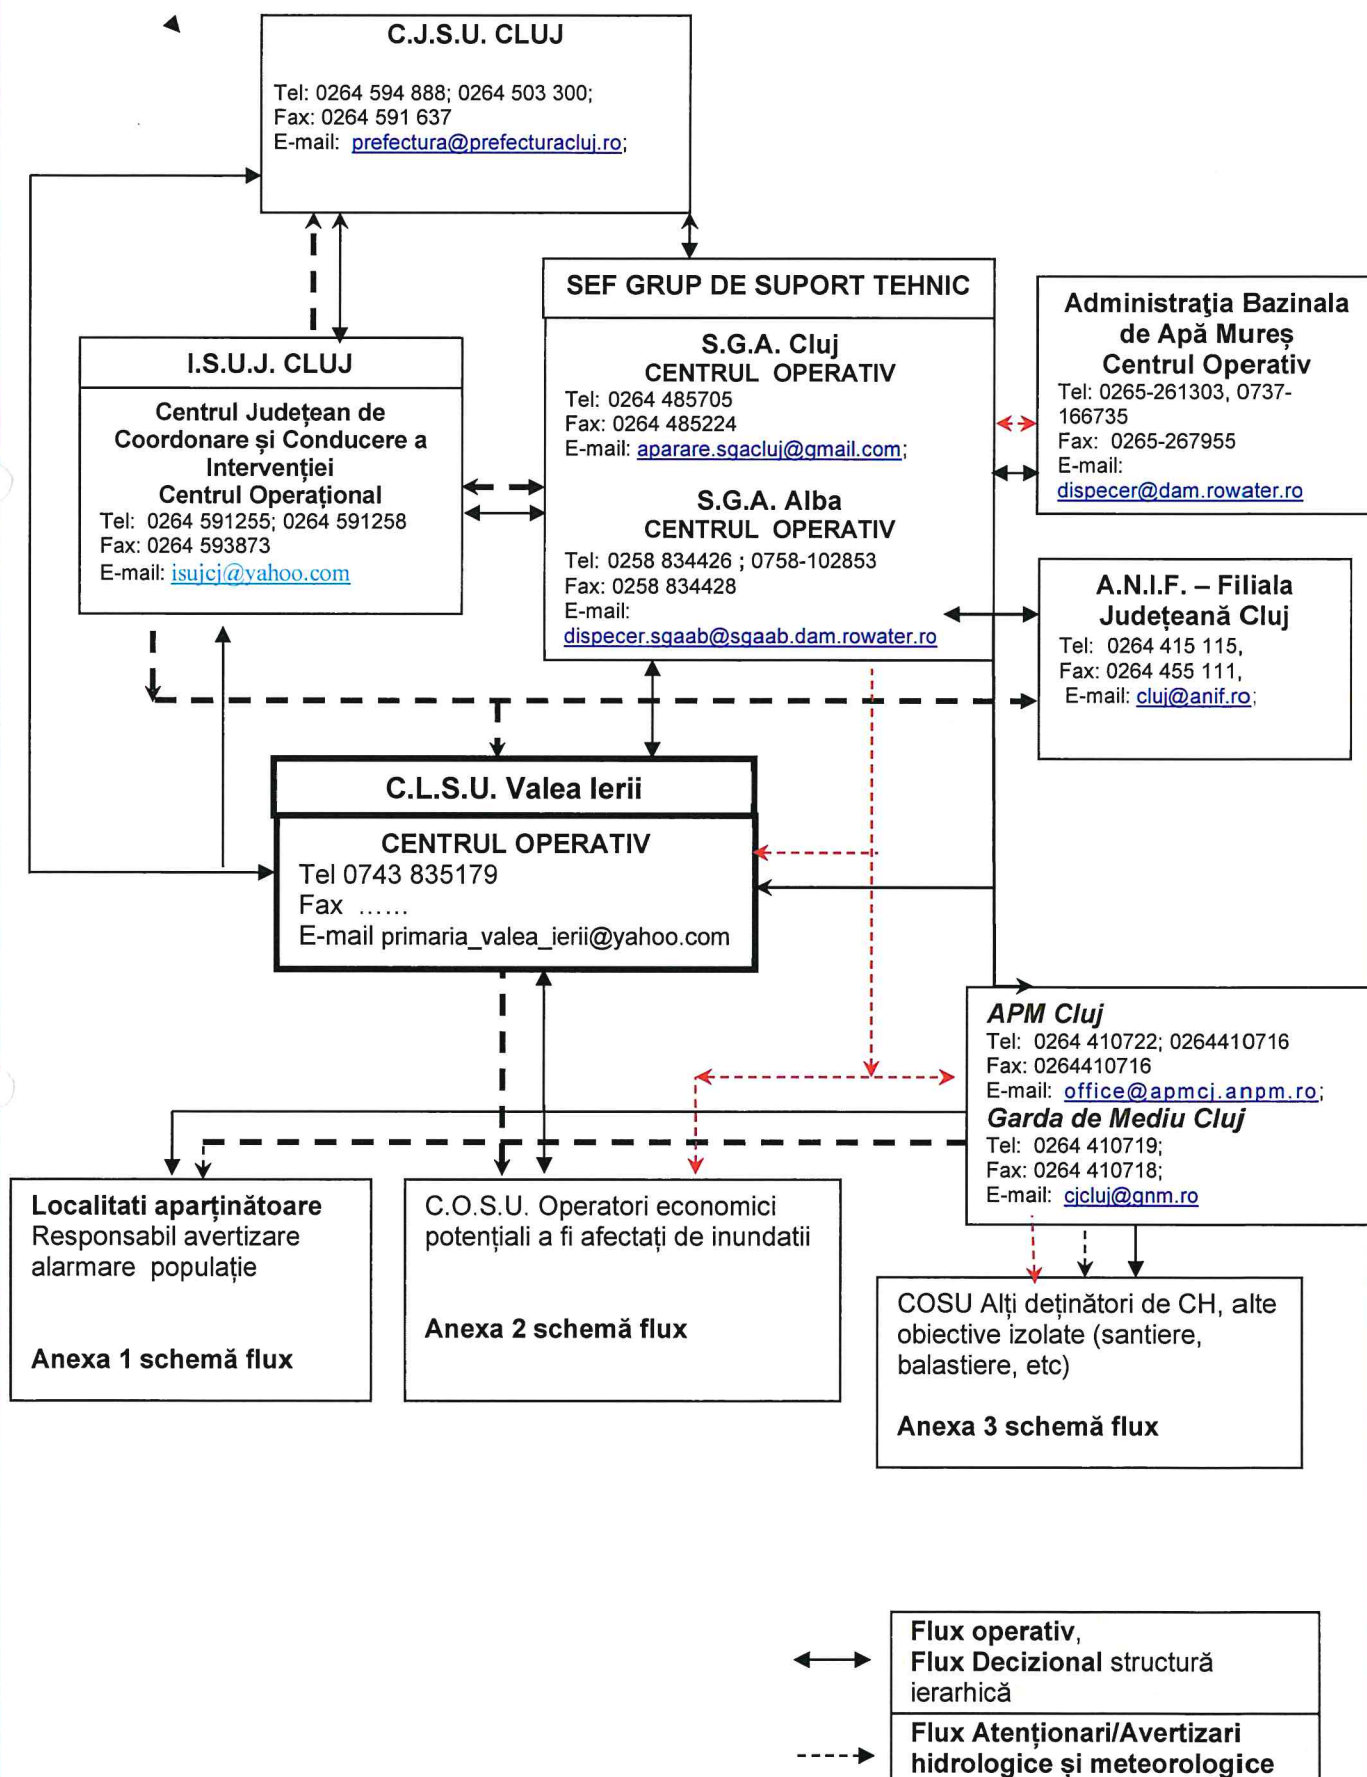 C.J.S.U. CLUJ
Tel: 0264 594 888; 0264 503 300;
Fax: 0264 591 637
E-mail: prefectura@prefecturacluj.ro;
SEF GRUP DE SUPORT TEHNIC
S.G.A. Cluj
CENTRUL OPERATIV
Tel: 0264 485705
Fax: 0264 485224
E-mail: aparare.sgacluj@gmail.com;
S.G.A. Alba
CENTRUL OPERATIV
Tel: 0258 834426 ; 0758-102853
Fax: 0258 834428
E-mail:
dispecer.sgaab@sgaab.dam.rowater.ro
Administraţia Bazinala
de Apă Mureș
Centrul Operativ
Tel: 0265-261303, 0737-
166735
Fax: 0265-267955
E-mail:
dispecer@dam.rowater.ro
I.S.U.J. CLUJ
Centrul Județean de
Coordonare și Conducere a
Intervenției
Centrul Operațional
Tel: 0264 591255; 0264 591258
Fax: 0264 593873
E-mail: isujcj@yahoo.com
A.N.I.F. – Filiala
Județeană Cluj
Tel: 0264 415 115,
Fax: 0264 455 111,
E-mail: cluj@anif.ro;
C.L.S.U. Valea Ierii
CENTRUL OPERATIV
Tel 0743 835179
Fax ……
E-mail primaria_valea_ierii@yahoo.com
APM Cluj
Tel: 0264 410722; 0264410716
Fax: 0264410716
E-mail: office@apmcj.anpm.ro;
Garda de Mediu Cluj
Tel: 0264 410719;
Fax: 0264 410718;
E-mail: cjcluj@gnm.ro
Localitati aparținătoare
Responsabil avertizare
alarmare populație
Anexa 1 schemă flux
C.O.S.U. Operatori economici
potențiali a fi afectați de inundatii
Anexa 2 schemă flux
COSU Alți deținători de CH, alte
obiective izolate (santiere,
balastiere, etc)
Anexa 3 schemă flux
Flux operativ,
Flux Decizional structură
ierarhică
Flux Atenționari/Avertizari
hidrologice și meteorologice